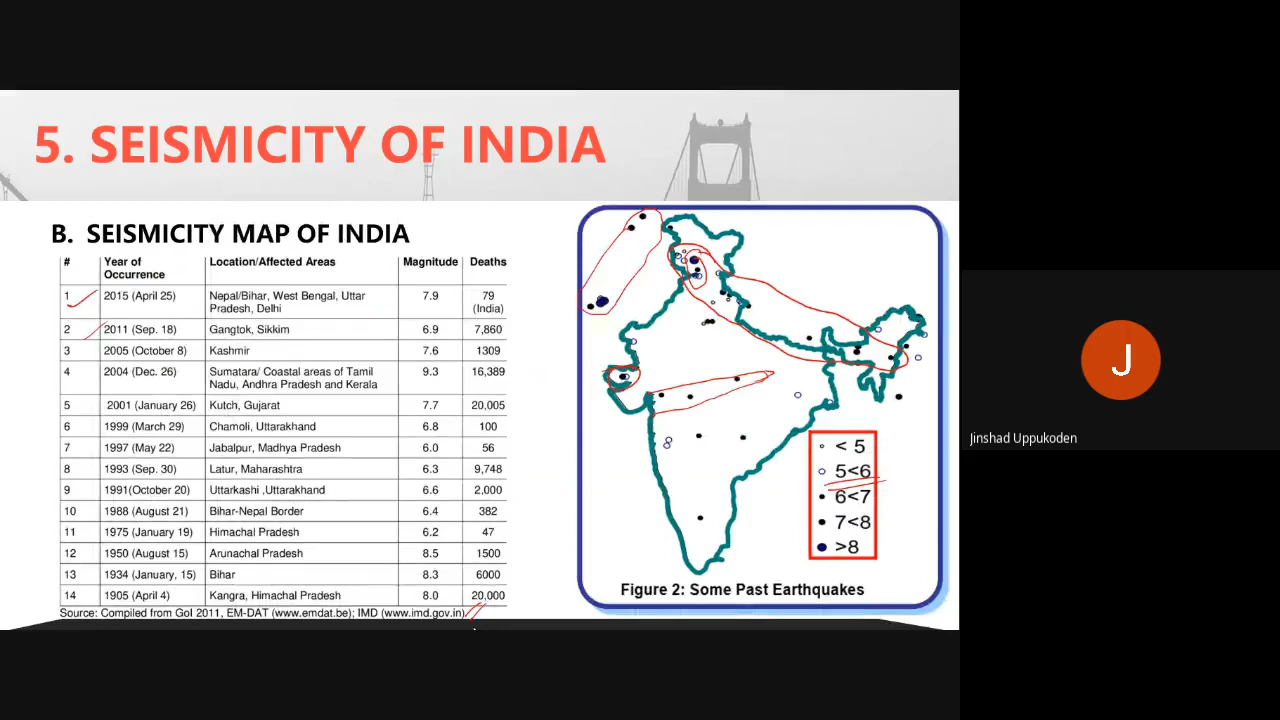 5. SEISMICITY OF INDIA
B. SEISMICITY MAP OF INDIA
# Year of Occurrence Location/Affected Areas Magnitude Deaths
1 2015 (April 25) Nepal/Bihar, West Bengal, Uttar Pradesh, Delhi 7.9 79 (India)
2 2011 (Sep. 18) Gangtok, Sikkim 6.9 7,860
3 2005 (October 8) Kashmir 7.6 1309
4 2004 (Dec. 26) Sumatara/ Coastal areas of Tamil Nadu, Andhra Pradesh and Kerala 9.3 16,389
5 2001 (January 26) Kutch, Gujarat 7.7 20,005
6 1999 (March 29) Chamoli, Uttarakhand 6.8 100
7 1997 (May 22) Jabalpur, Madhya Pradesh 6.0 56
8 1993 (Sep. 30) Latur, Maharashtra 6.3 9,748
9 1991(October 20) Uttarkashi ,Uttarakhand 6.6 2,000
10 1988 (August 21) Bihar-Nepal Border 6.4 382
11 1975 (January 19) Himachal Pradesh 6.2 47
12 1950 (August 15) Arunachal Pradesh 8.5 1500
13 1934 (January, 15) Bihar 8.3 6000
14 1905 (April 4) Kangra, Himachal Pradesh 8.0 20,000
Source: Compiled from GoI 2011, EM-DAT (www.emdat.be); IMD (www.imd.gov.in)
< 5
5<6
6<7
7<8
>8
Figure 2: Some Past Earthquakes
J
Jinshad Uppukoden